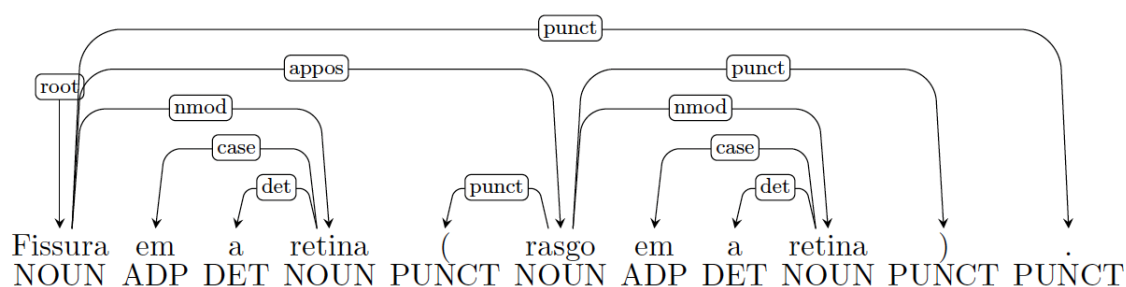 punct
root appos punct
nmod nmod
case case
det punct det
Fissura em a retina ( rasgo em a retina ) .
NOUN ADP DET NOUN PUNCT NOUN ADP DET NOUN PUNCT PUNCT